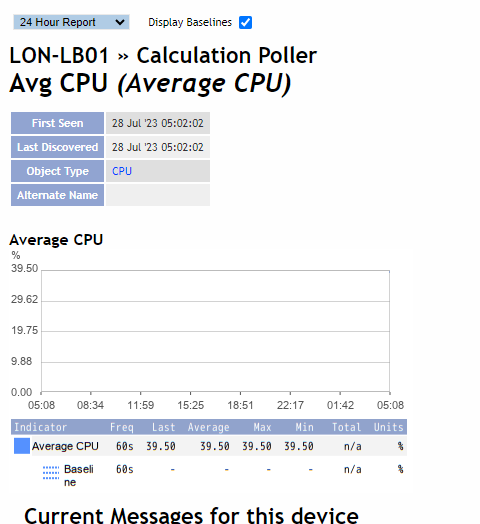 24 Hour Report Display Baselines
LON-LB01 » Calculation Poller
Avg CPU (Average CPU)
First Seen 28 Jul '23 05:02:02
Last Discovered 28 Jul '23 05:02:02
Object Type CPU
Alternate Name
Average CPU
%
39.50
29.62
19.75
9.88
0.00
05:08 08:34 11:59 15:25 18:51 22:17 01:42 05:08
Indicator Freq Last Average Max Min Total Units
Average CPU 60s 39.50 39.50 39.50 39.50 n/a %
Baseli 60s - - - - n/a %
ne
Current Messages for this device